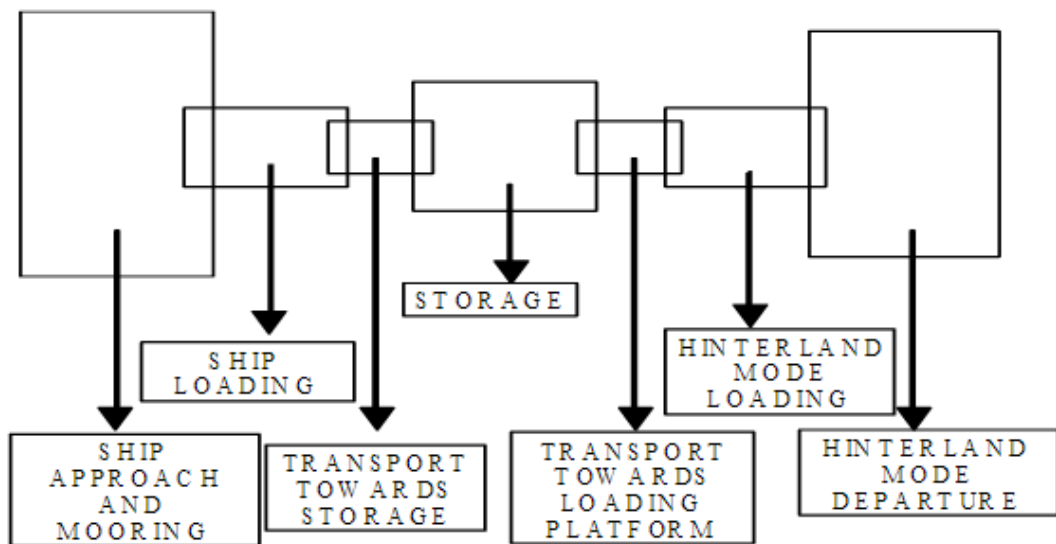 STORAGE
SHIP
LOADING
HINTERLAND
MODE
LOADING
SHIP
APPROACH
AND
MOORING
TRANSPORT
TOWARDS
STORAGE
TRANSPORT
TOWARDS
LOADING
PLATFORM
HINTERLAND
MODE
DEPARTURE